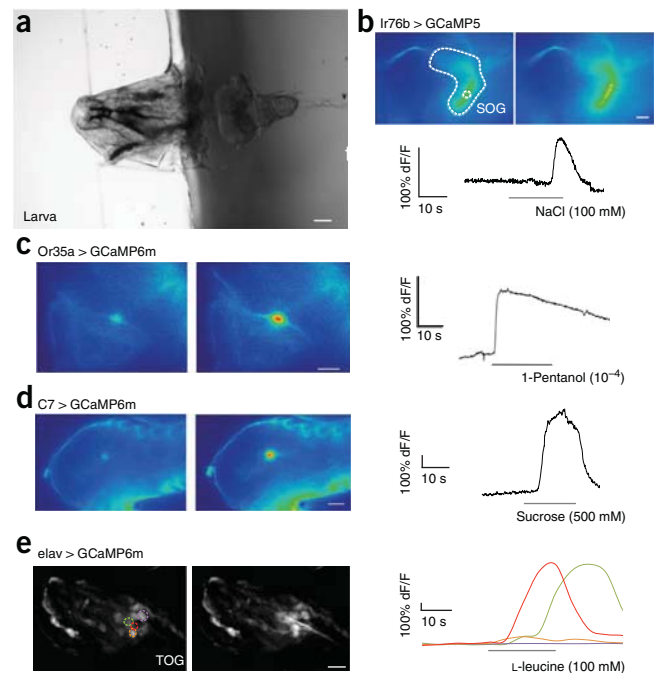 a
Larva
b
Ir76b > GCaMP5
SOG
100% dF/F
10 s
NaCl (100 mM)
c
Or35a > GCaMP6m
100% dF/F
10 s
1-Pentanol (10⁻⁴)
d
C7 > GCaMP6m
100% dF/F
10 s
Sucrose (500 mM)
e
elav > GCaMP6m
TOG
100% dF/F
10 s
L-leucine (100 mM)